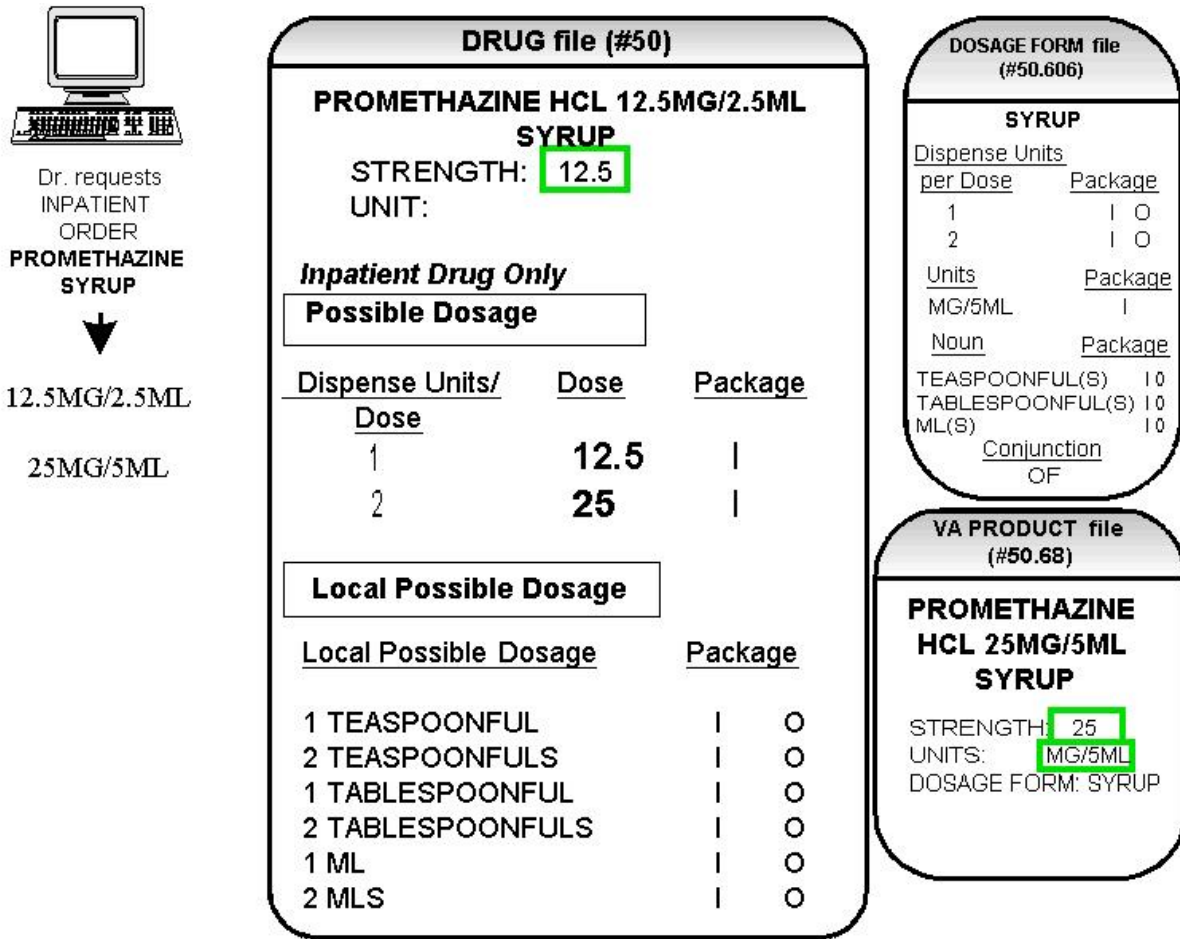 Dr. requests
INPATIENT
ORDER
PROMETHAZINE
SYRUP
12.5MG/2.5ML
25MG/5ML
DRUG file (#50)
PROMETHAZINE HCL 12.5MG/2.5ML
SYRUP
STRENGTH: 12.5
UNIT:
Inpatient Drug Only
Possible Dosage
Dispense Units/ Dose Package
Dose
1 12.5 I
2 25 I
Local Possible Dosage
Local Possible Dosage Package
1 TEASPOONFUL I O
2 TEASPOONFULS I O
1 TABLESPOONFUL I O
2 TABLESPOONFULS I O
1 ML I O
2 MLS I O
DOSAGE FORM file
(#50.606)
SYRUP
Dispense Units
per Dose Package
1 I O
2 I O
Units Package
MG/5ML I
Noun Package
TEASPOONFUL(S) I 0
TABLESPOONFUL(S) I 0
ML(S) I 0
Conjunction
OF
VA PRODUCT file
(#50.68)
PROMETHAZINE
HCL 25MG/5ML
SYRUP
STRENGTH: 25
UNITS: MG/5ML
DOSAGE FORM: SYRUP